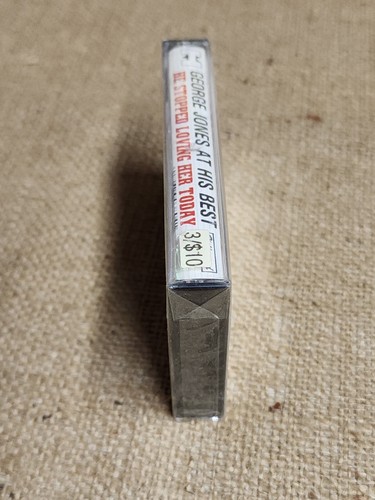 GEORGE JONES AT HIS BEST
HE STOPPED LOVING HER TODAY
3/$10